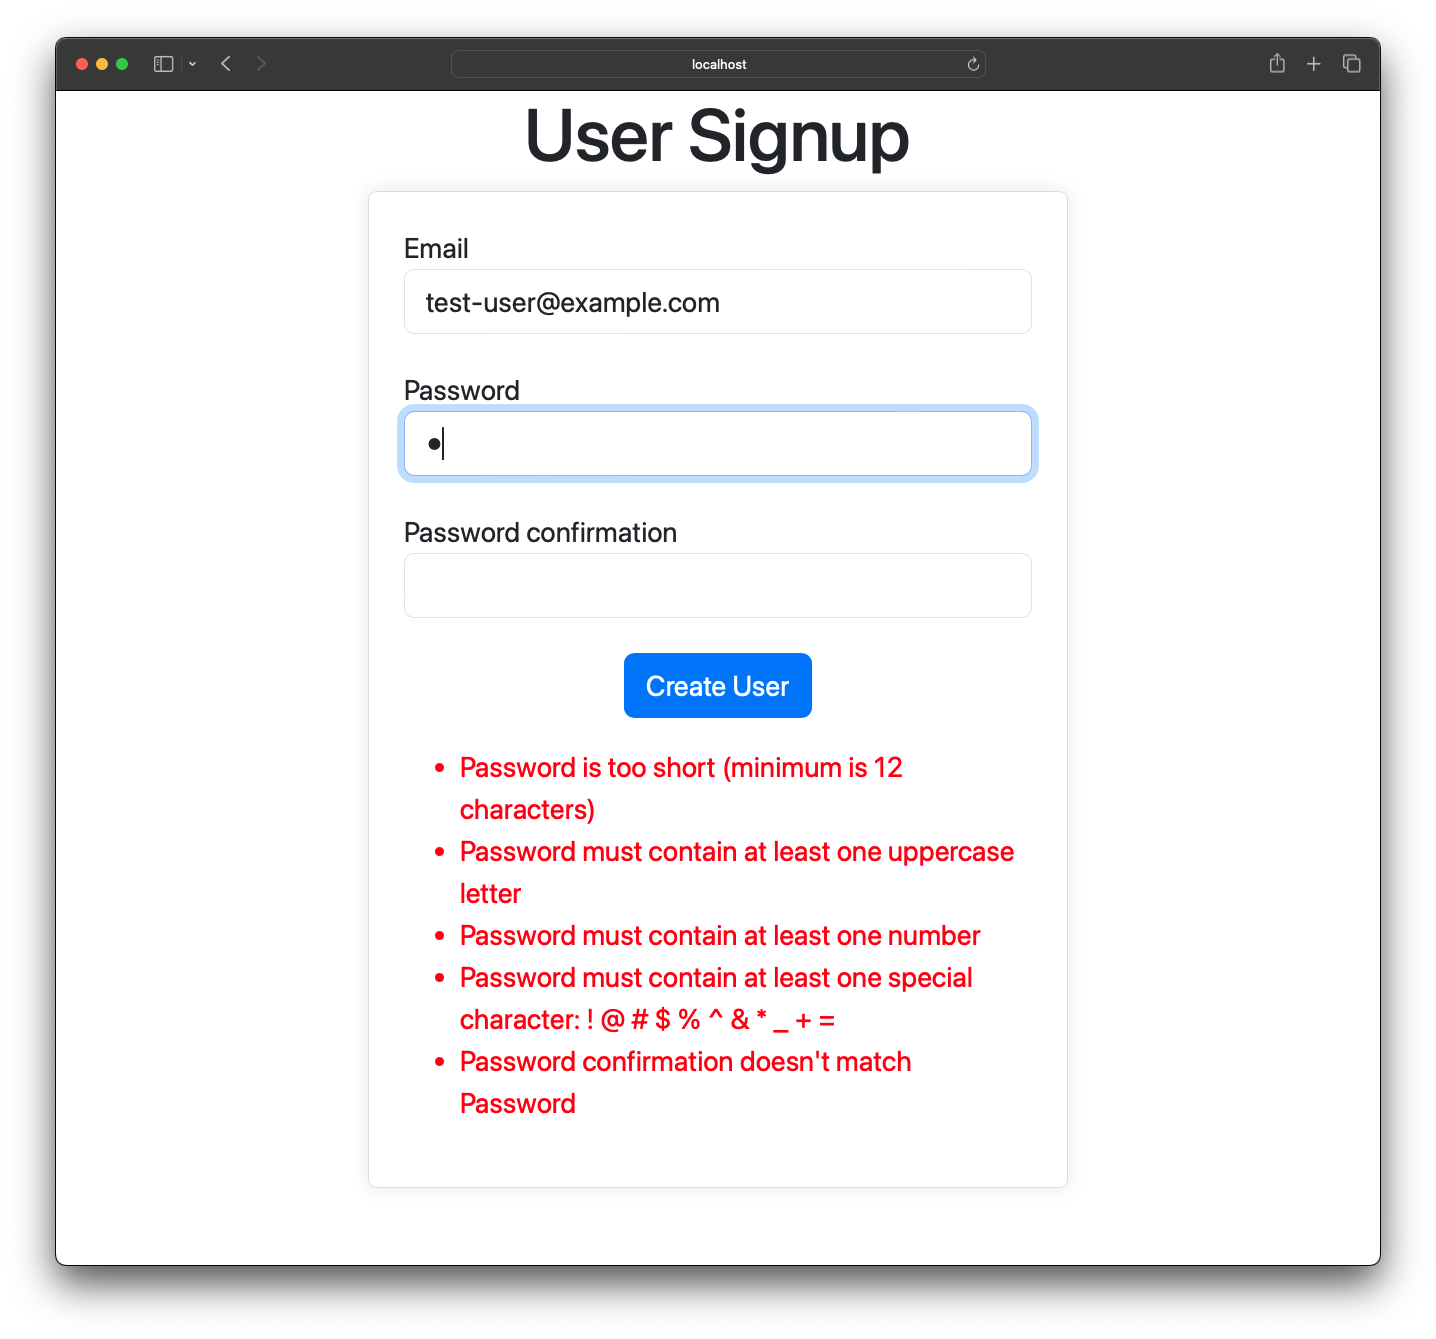 localhost
User Signup
Email
test-user@example.com
Password
Password confirmation
Create User
• Password is too short (minimum is 12
characters)
• Password must contain at least one uppercase
letter
• Password must contain at least one number
• Password must contain at least one special
character: ! @ # $ % ^ & * _ + =
• Password confirmation doesn't match
Password